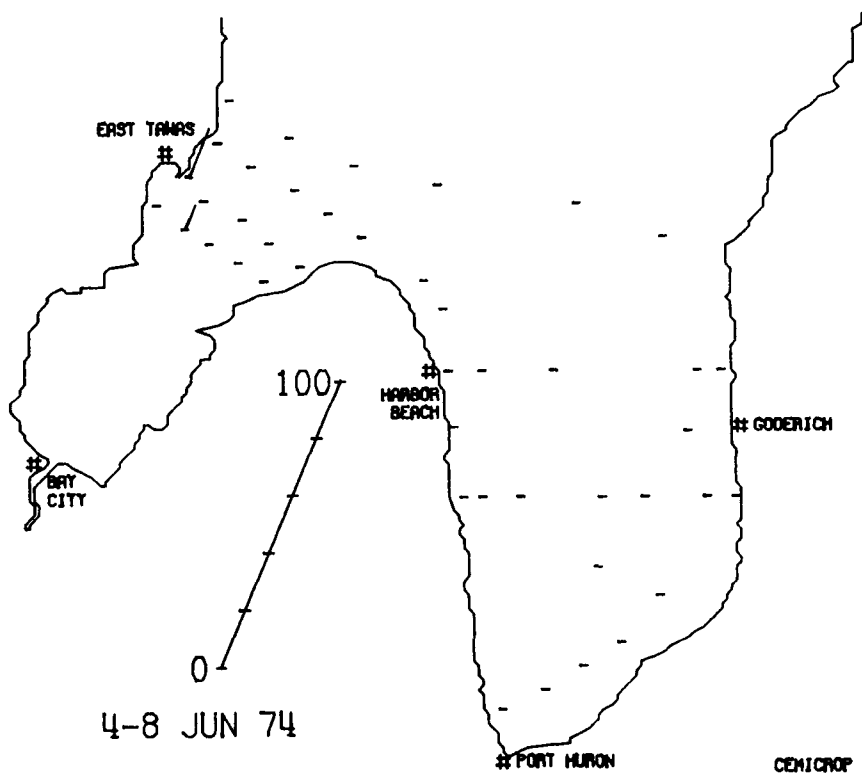 EAST TAWAS
#
100
#
HARBOR
BEACH
# GODERICH
#
BAY
CITY
0
4-8 JUN 74
# PORT HURON
CEMICROP